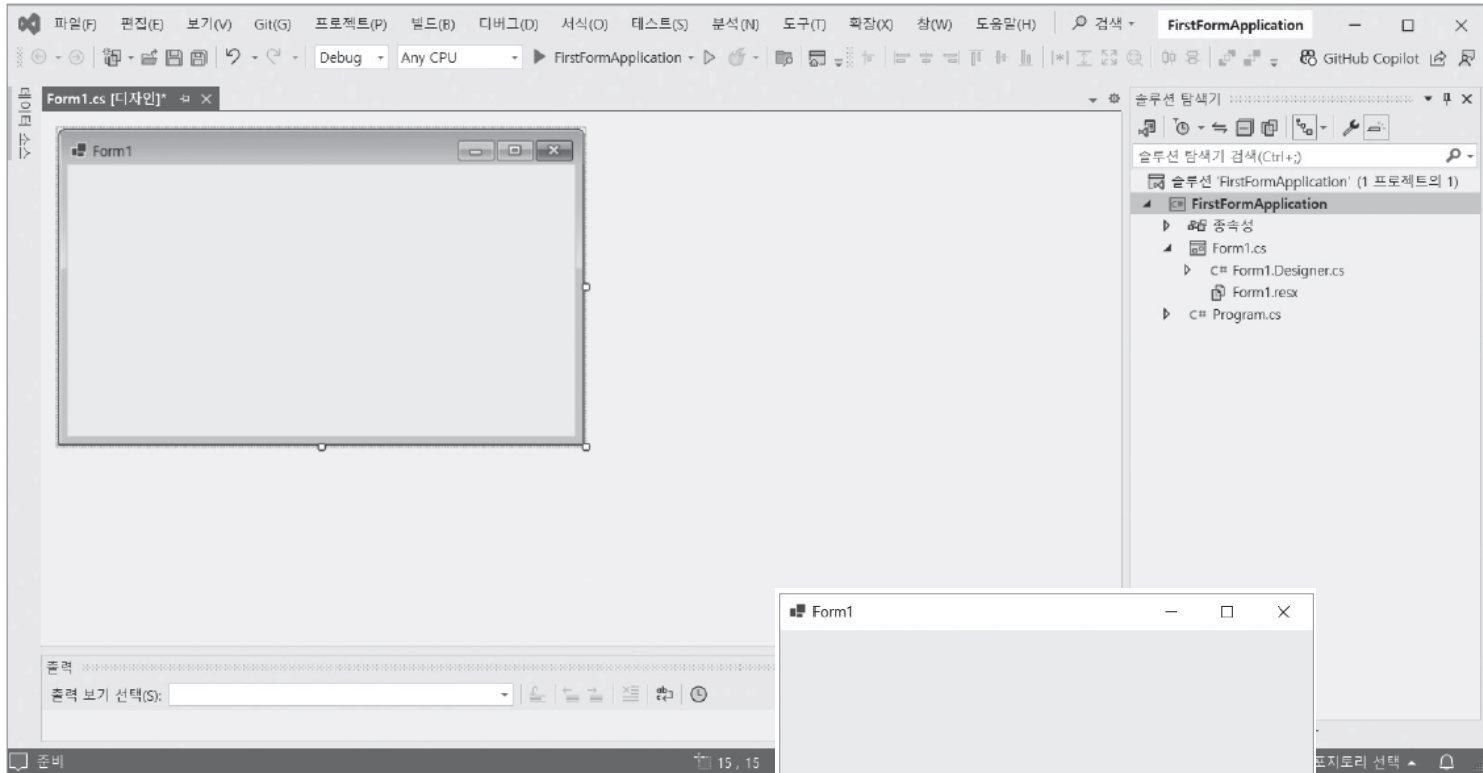 파일(F) 편집(E) 보기(V) Git(G) 프로젝트(P) 빌드(B) 디버그(D) 서식(O) 테스트(S) 분석(N) 도구(T) 확장(X) 창(W) 도움말(H) 검색 FirstFormApplication
Debug Any CPU FirstFormApplication GitHub Copilot
데이터 소스
Form1.cs [디자인]*
Form1
솔루션 탐색기
솔루션 탐색기 검색(Ctrl+;)
솔루션 'FirstFormApplication' (1 프로젝트의 1)
FirstFormApplication
종속성
Form1.cs
C# Form1.Designer.cs
Form1.resx
C# Program.cs
Form1
출력
출력 보기 선택(S):
준비 15 , 15 포지토리 선택